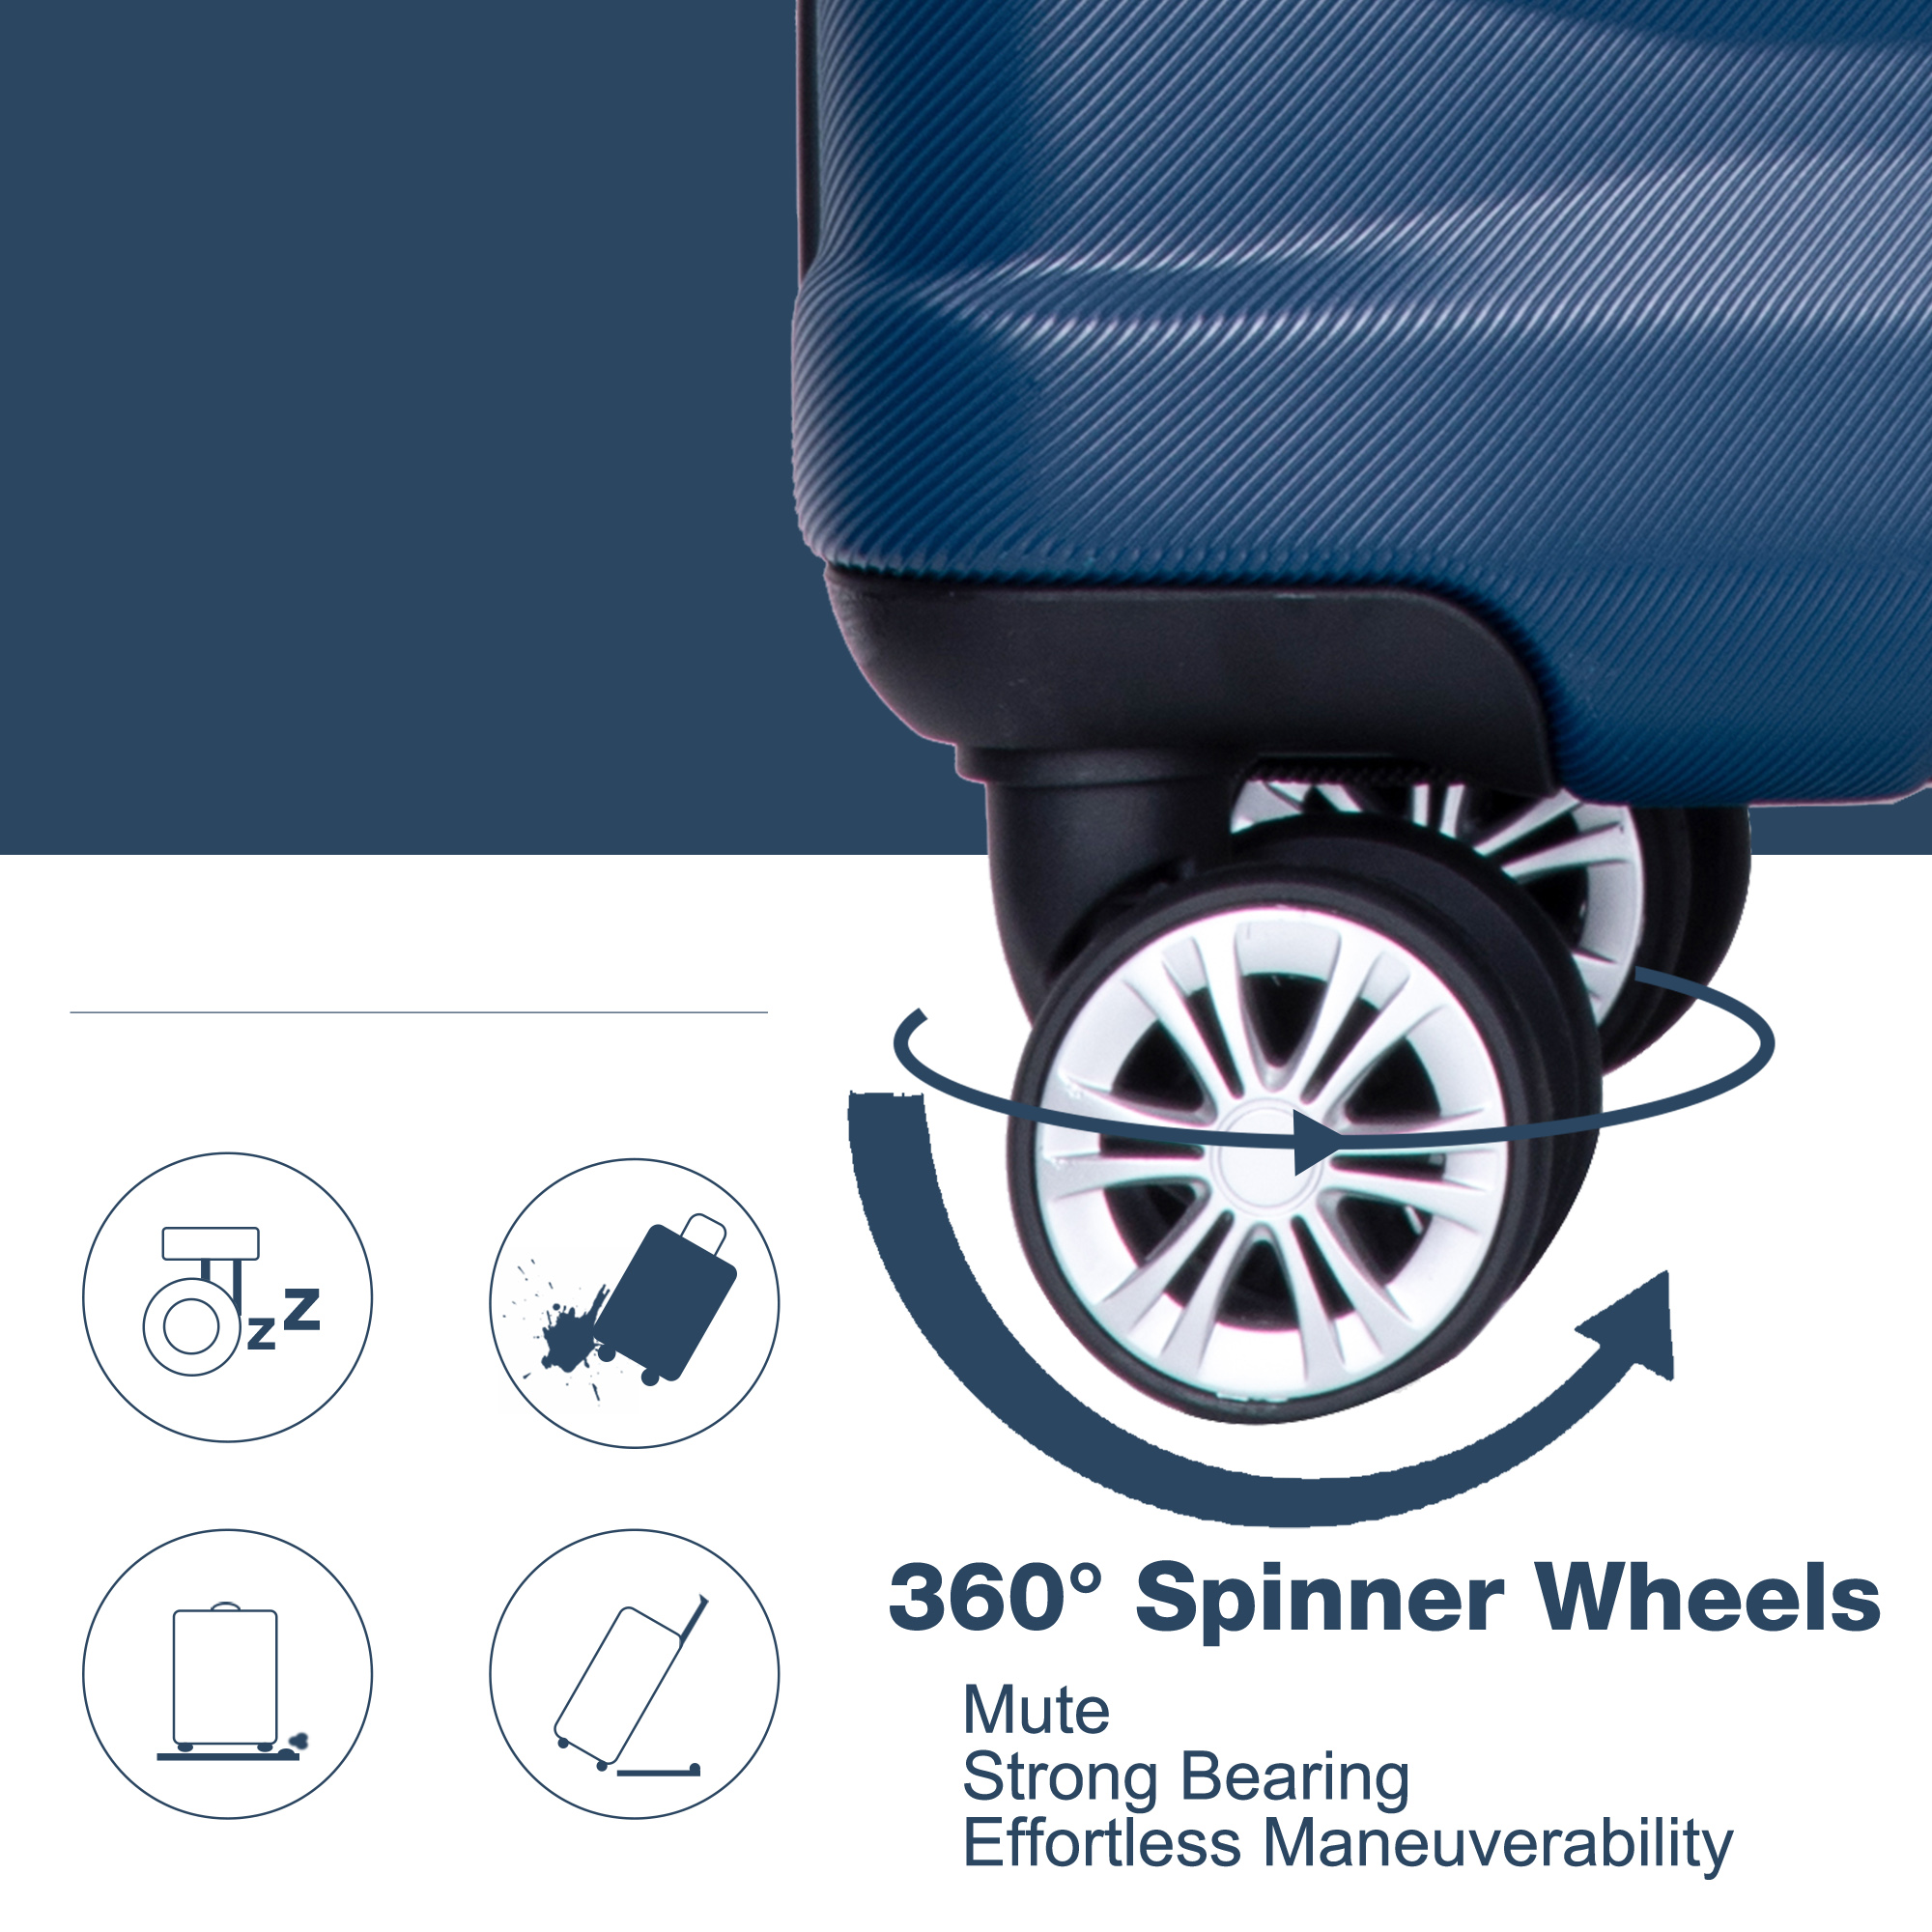 z Z
360° Spinner Wheels
Mute
Strong Bearing
Effortless Maneuverability